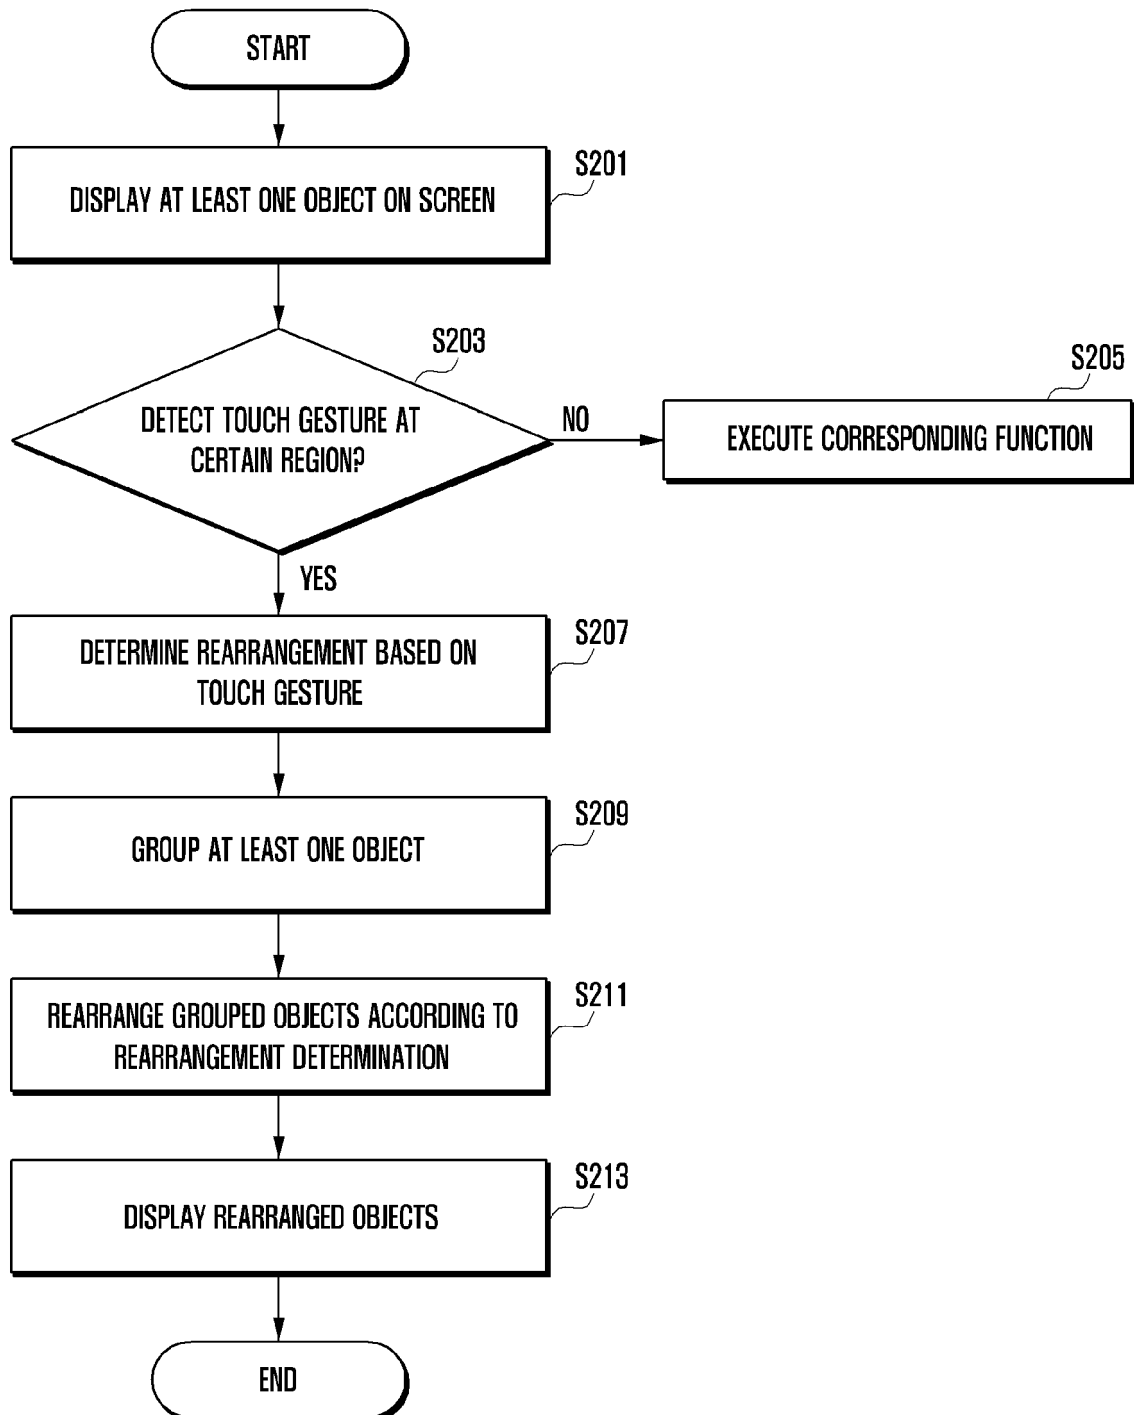 START
S201
DISPLAY AT LEAST ONE OBJECT ON SCREEN
S203
DETECT TOUCH GESTURE AT
CERTAIN REGION?
NO
S205
EXECUTE CORRESPONDING FUNCTION
YES
S207
DETERMINE REARRANGEMENT BASED ON
TOUCH GESTURE
S209
GROUP AT LEAST ONE OBJECT
S211
REARRANGE GROUPED OBJECTS ACCORDING TO
REARRANGEMENT DETERMINATION
S213
DISPLAY REARRANGED OBJECTS
END